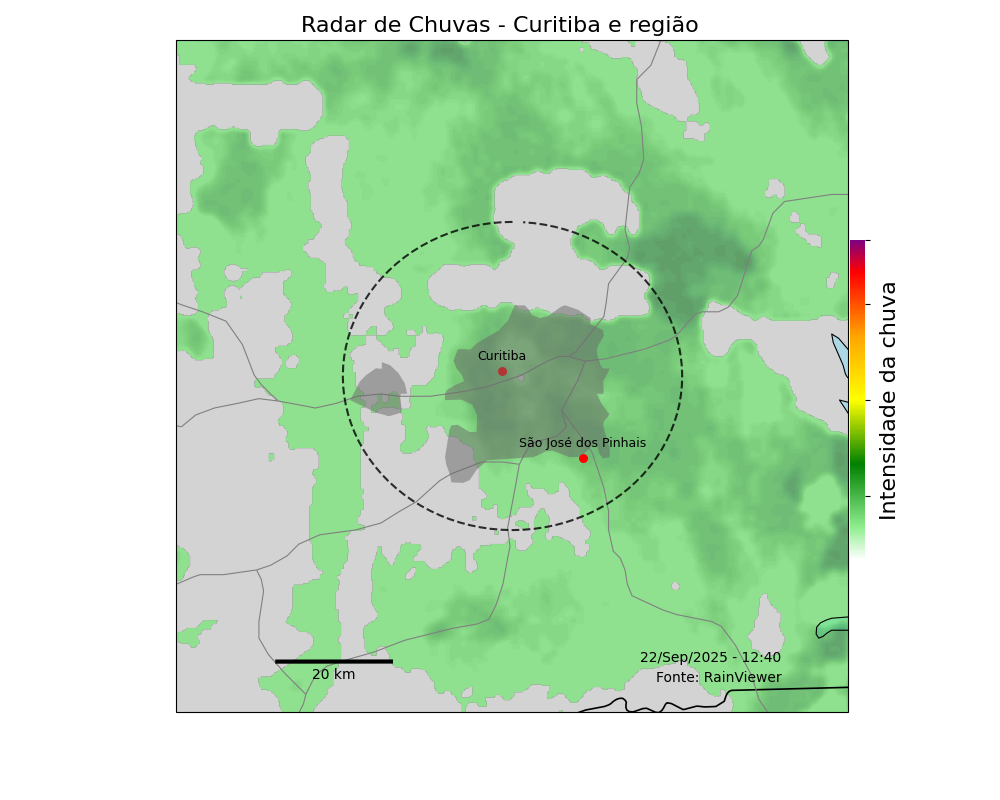 Radar de Chuvas - Curitiba e região
Curitiba
São José dos Pinhais
Intensidade da chuva
22/Sep/2025 - 12:40
Fonte: RainViewer
20 km